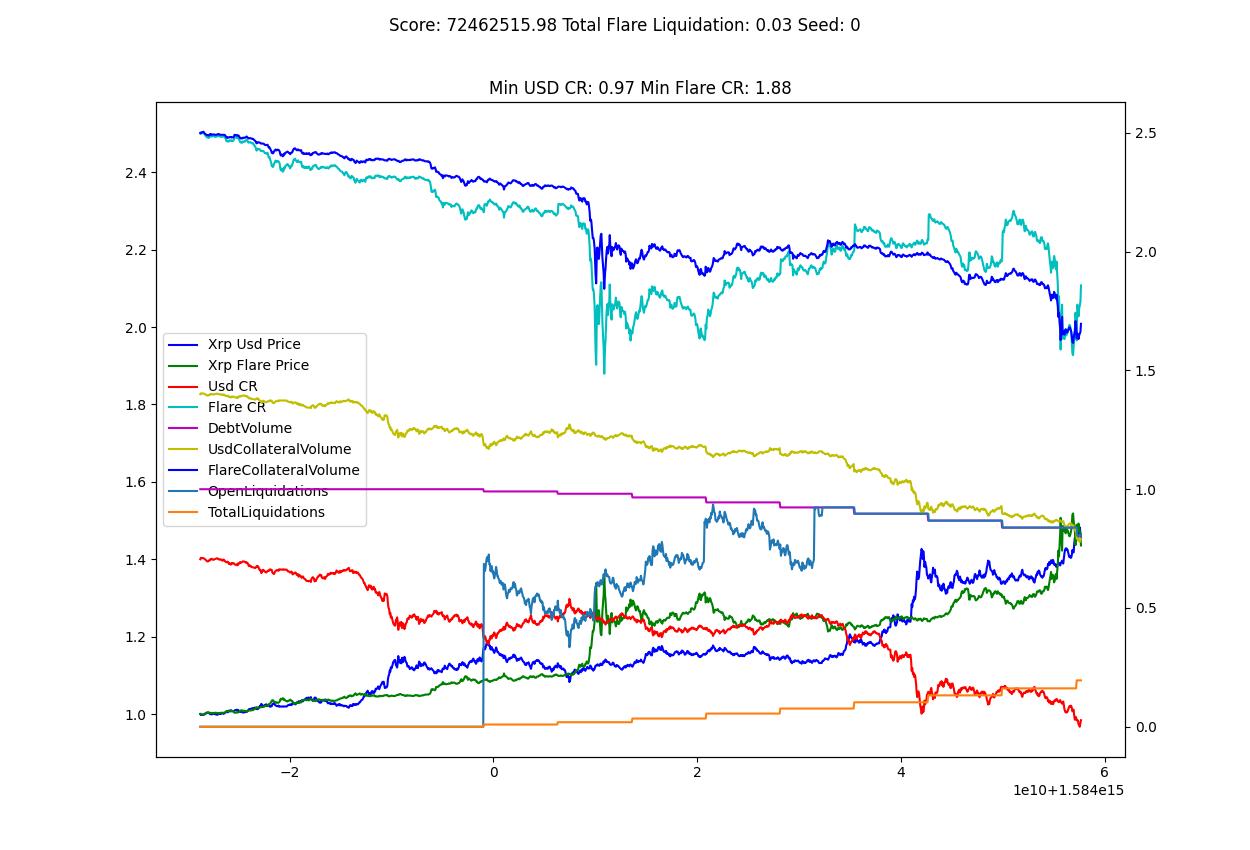 Score: 72462515.98 Total Flare Liquidation: 0.03 Seed: 0
Min USD CR: 0.97 Min Flare CR: 1.88
2.4
2.2
2.0
1.8
1.6
1.4
1.2
1.0
2.5
2.0
1.5
1.0
0.5
0.0
Xrp Usd Price
Xrp Flare Price
Usd CR
Flare CR
DebtVolume
UsdCollateralVolume
FlareCollateralVolume
OpenLiquidations
TotalLiquidations
−2 0 2 4 6
1e10+1.584e15